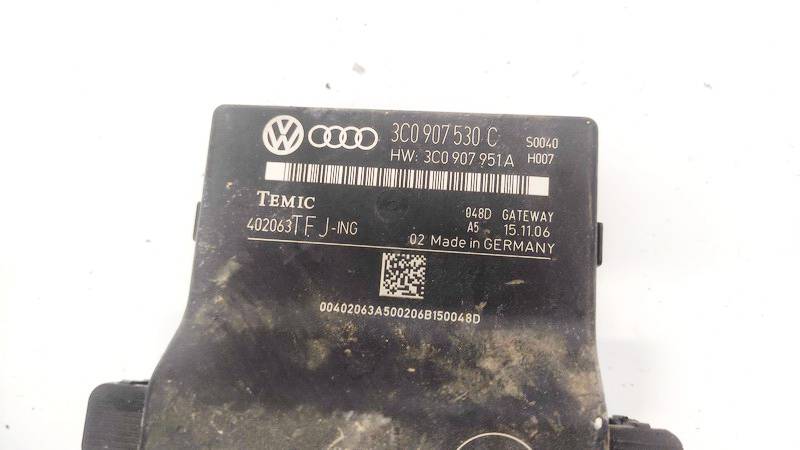 3C0 907 530 C S0040
HW: 3C0 907 951 A H007
TEMIC 048D GATEWAY
402063TFJ-ING A5 15.11.06
02 Made in GERMANY
00402063A500206B150048D